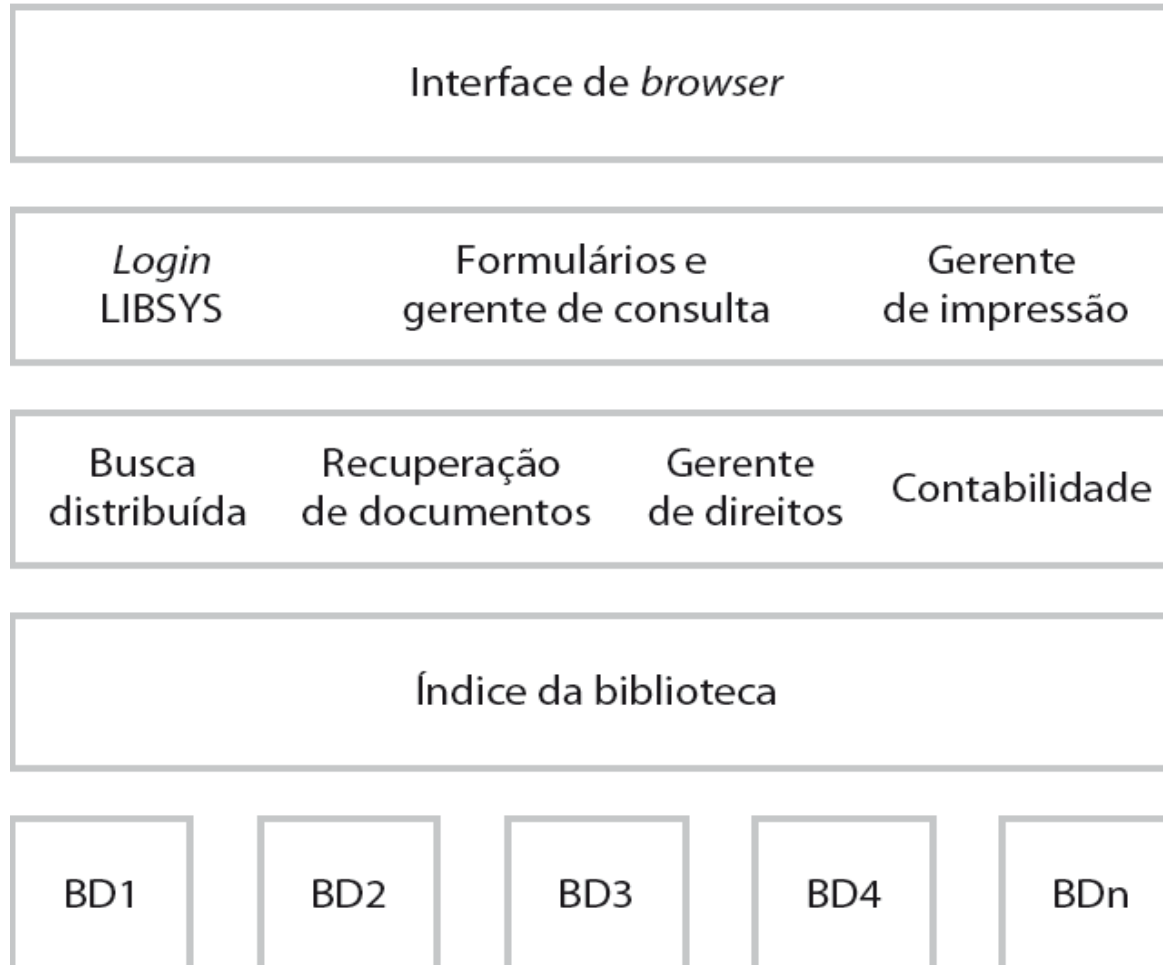 Interface de browser
Login
LIBSYS
Formulários e
gerente de consulta
Gerente
de impressão
Busca
distribuída
Recuperação
de documentos
Gerente
de direitos
Contabilidade
Índice da biblioteca
BD1
BD2
BD3
BD4
BDn